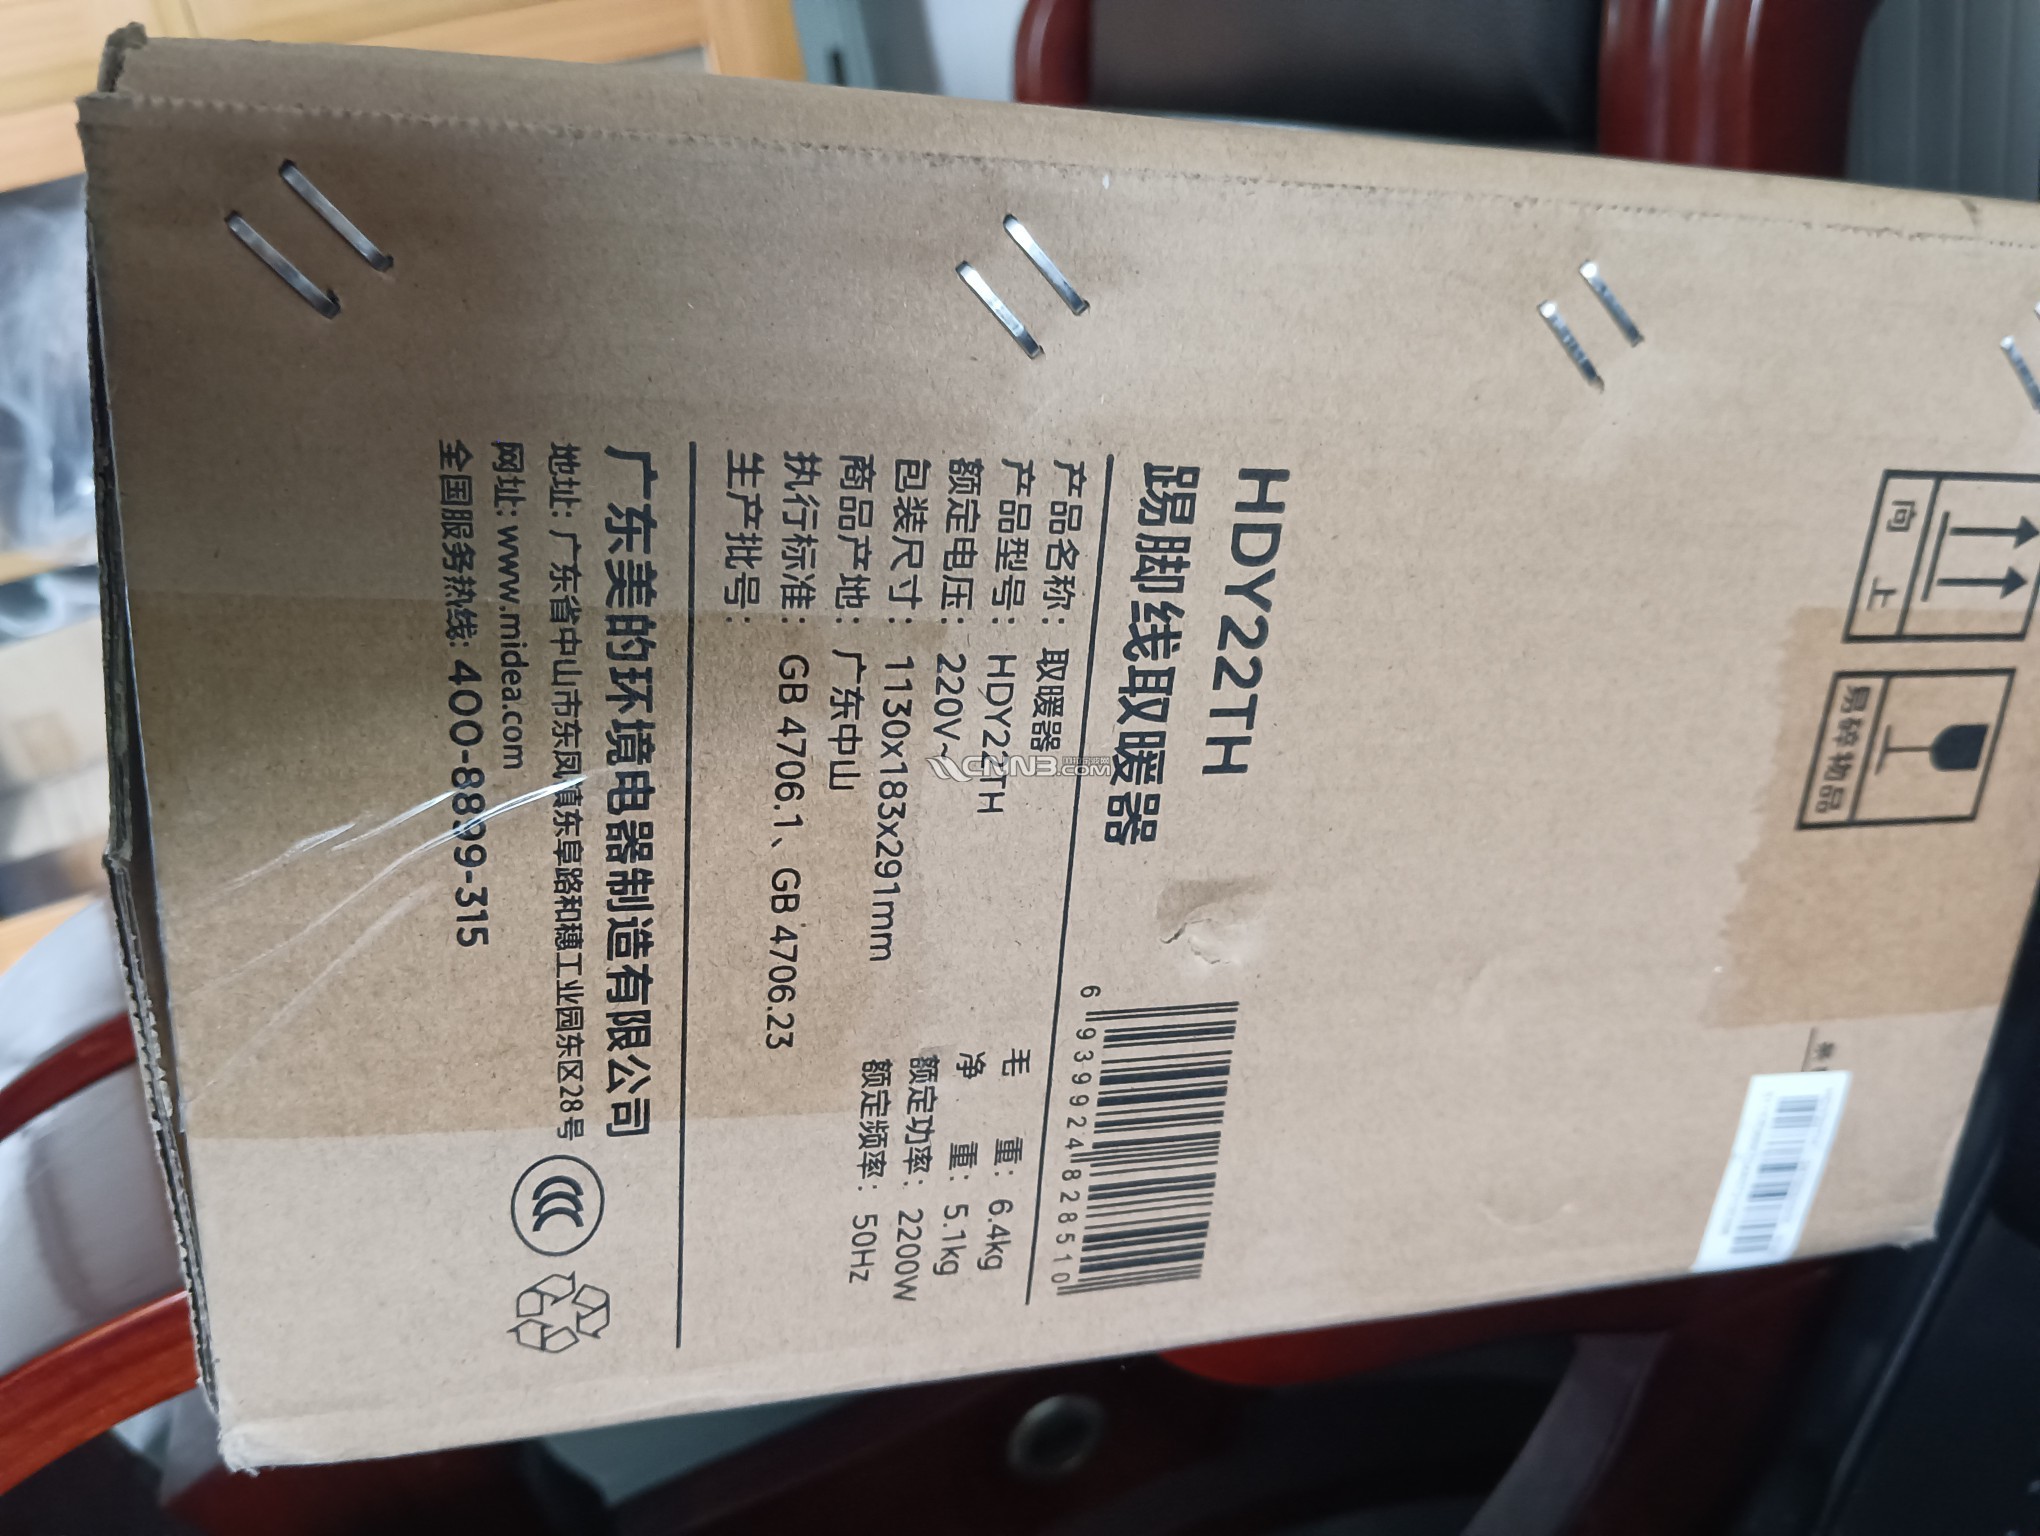 向 上
易碎物品
HDY22TH
踢脚线取暖器
6 939924 828510
产品名称: 取暖器
产品型号: HDY22TH
额定电压: 220V~
包装尺寸: 1130x183x291mm
商品产地: 广东中山
执行标准: GB 4706.1、GB 4706.23
生产批号:
毛 重: 6.4kg
净 重: 5.1kg
额定功率: 2200W
额定频率: 50Hz
广东美的环境电器制造有限公司
地址: 广东省中山市东凤镇东阜路和穗工业园东区28号
网址: www.midea.com
全国服务热线: 400-8899-315
CCC
CNN3.COM